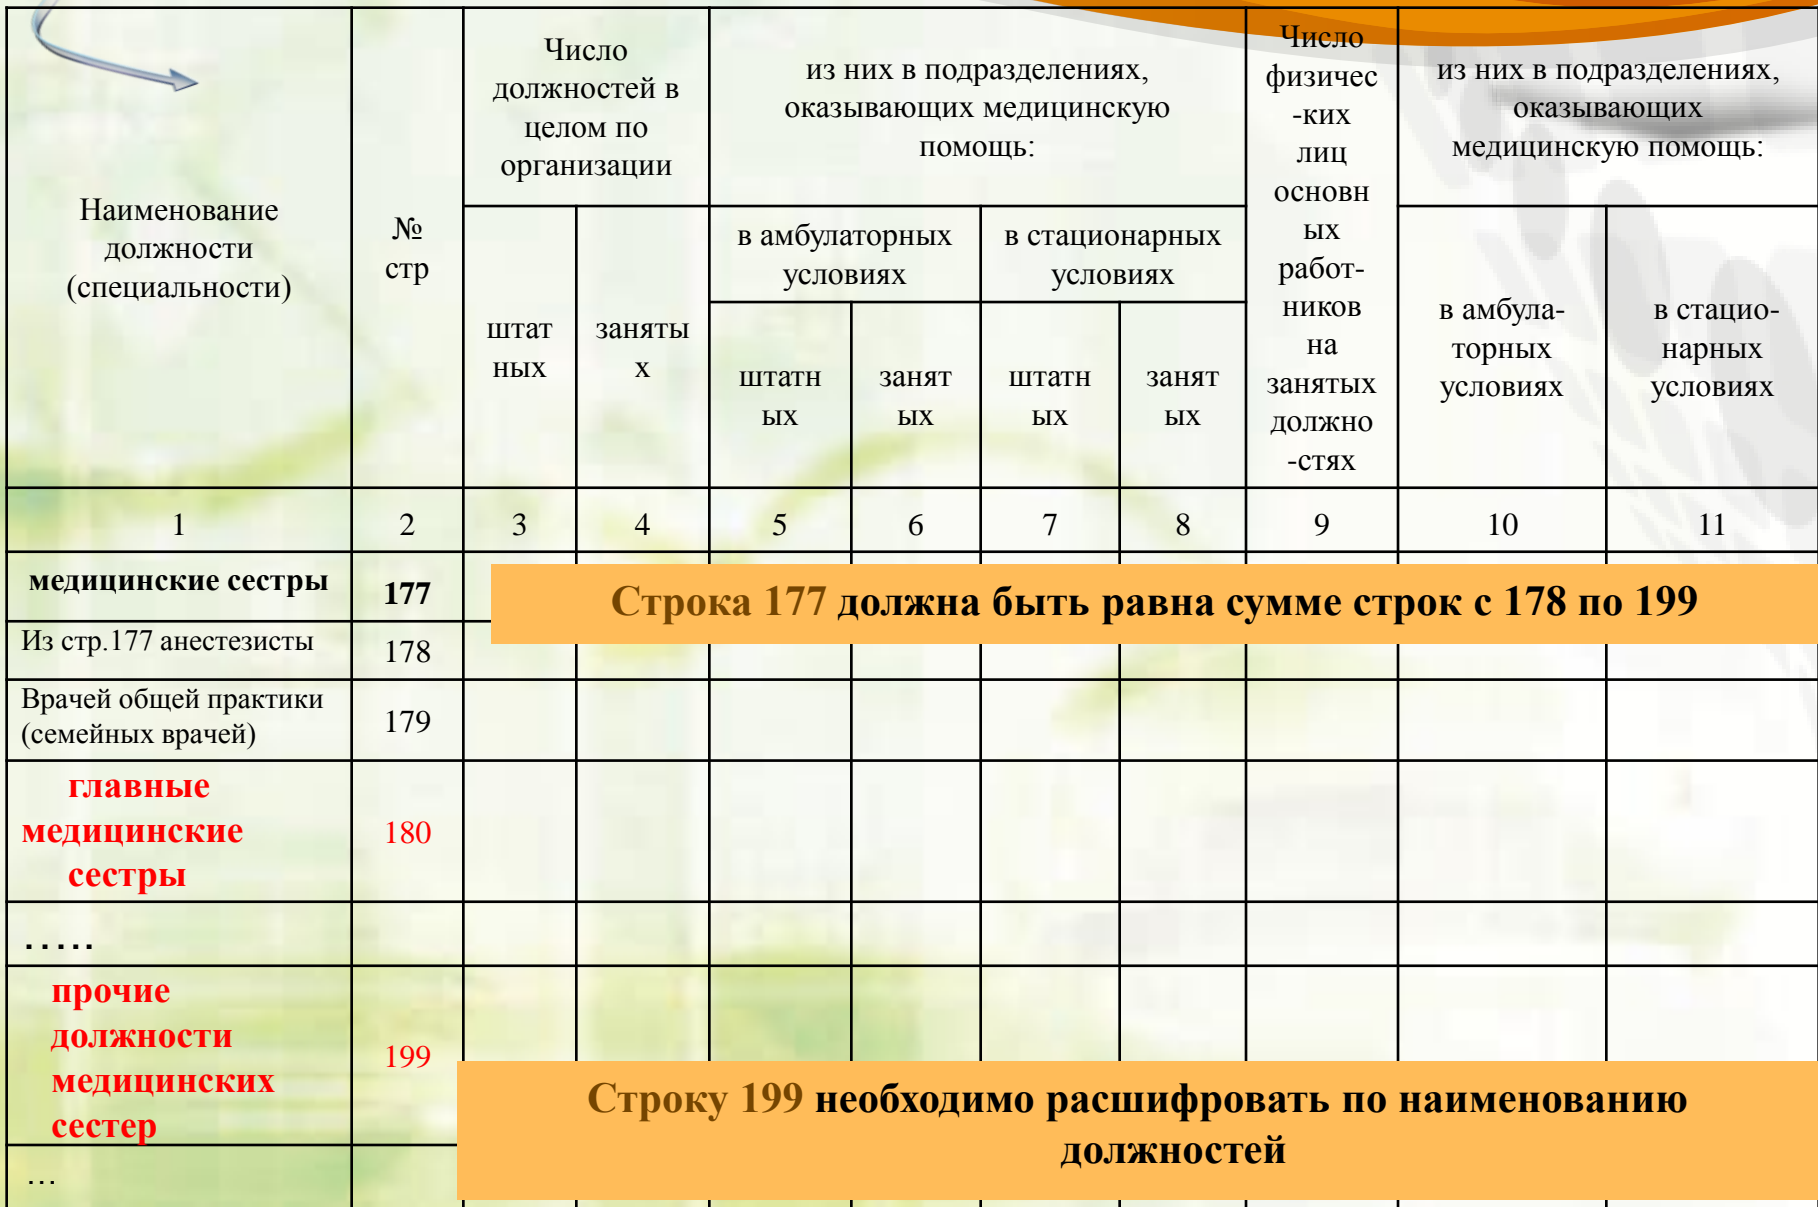 Наименование
должности
(специальности)
№
стр
Число
должностей в
целом по
организации
из них в подразделениях,
оказывающих медицинскую
помощь:
Число
физичес
-ких
лиц
основн
ых
работ-
ников
на
занятых
должно
-стях
из них в подразделениях,
оказывающих
медицинскую помощь:
штат
ных
заняты
х
в амбулаторных
условиях
в стационарных
условиях
в амбула-
торных
условиях
в стацио-
нарных
условиях
штатн
ых
занят
ых
штатн
ых
занят
ых
1 2 3 4 5 6 7 8 9 10 11
медицинские сестры 177
Строка 177 должна быть равна сумме строк с 178 по 199
Из стр.177 анестезисты 178
Врачей общей практики
(семейных врачей)
179
главные
медицинские
сестры
180
.....
прочие
должности
медицинских
сестер
199
Строку 199 необходимо расшифровать по наименованию
должностей
...